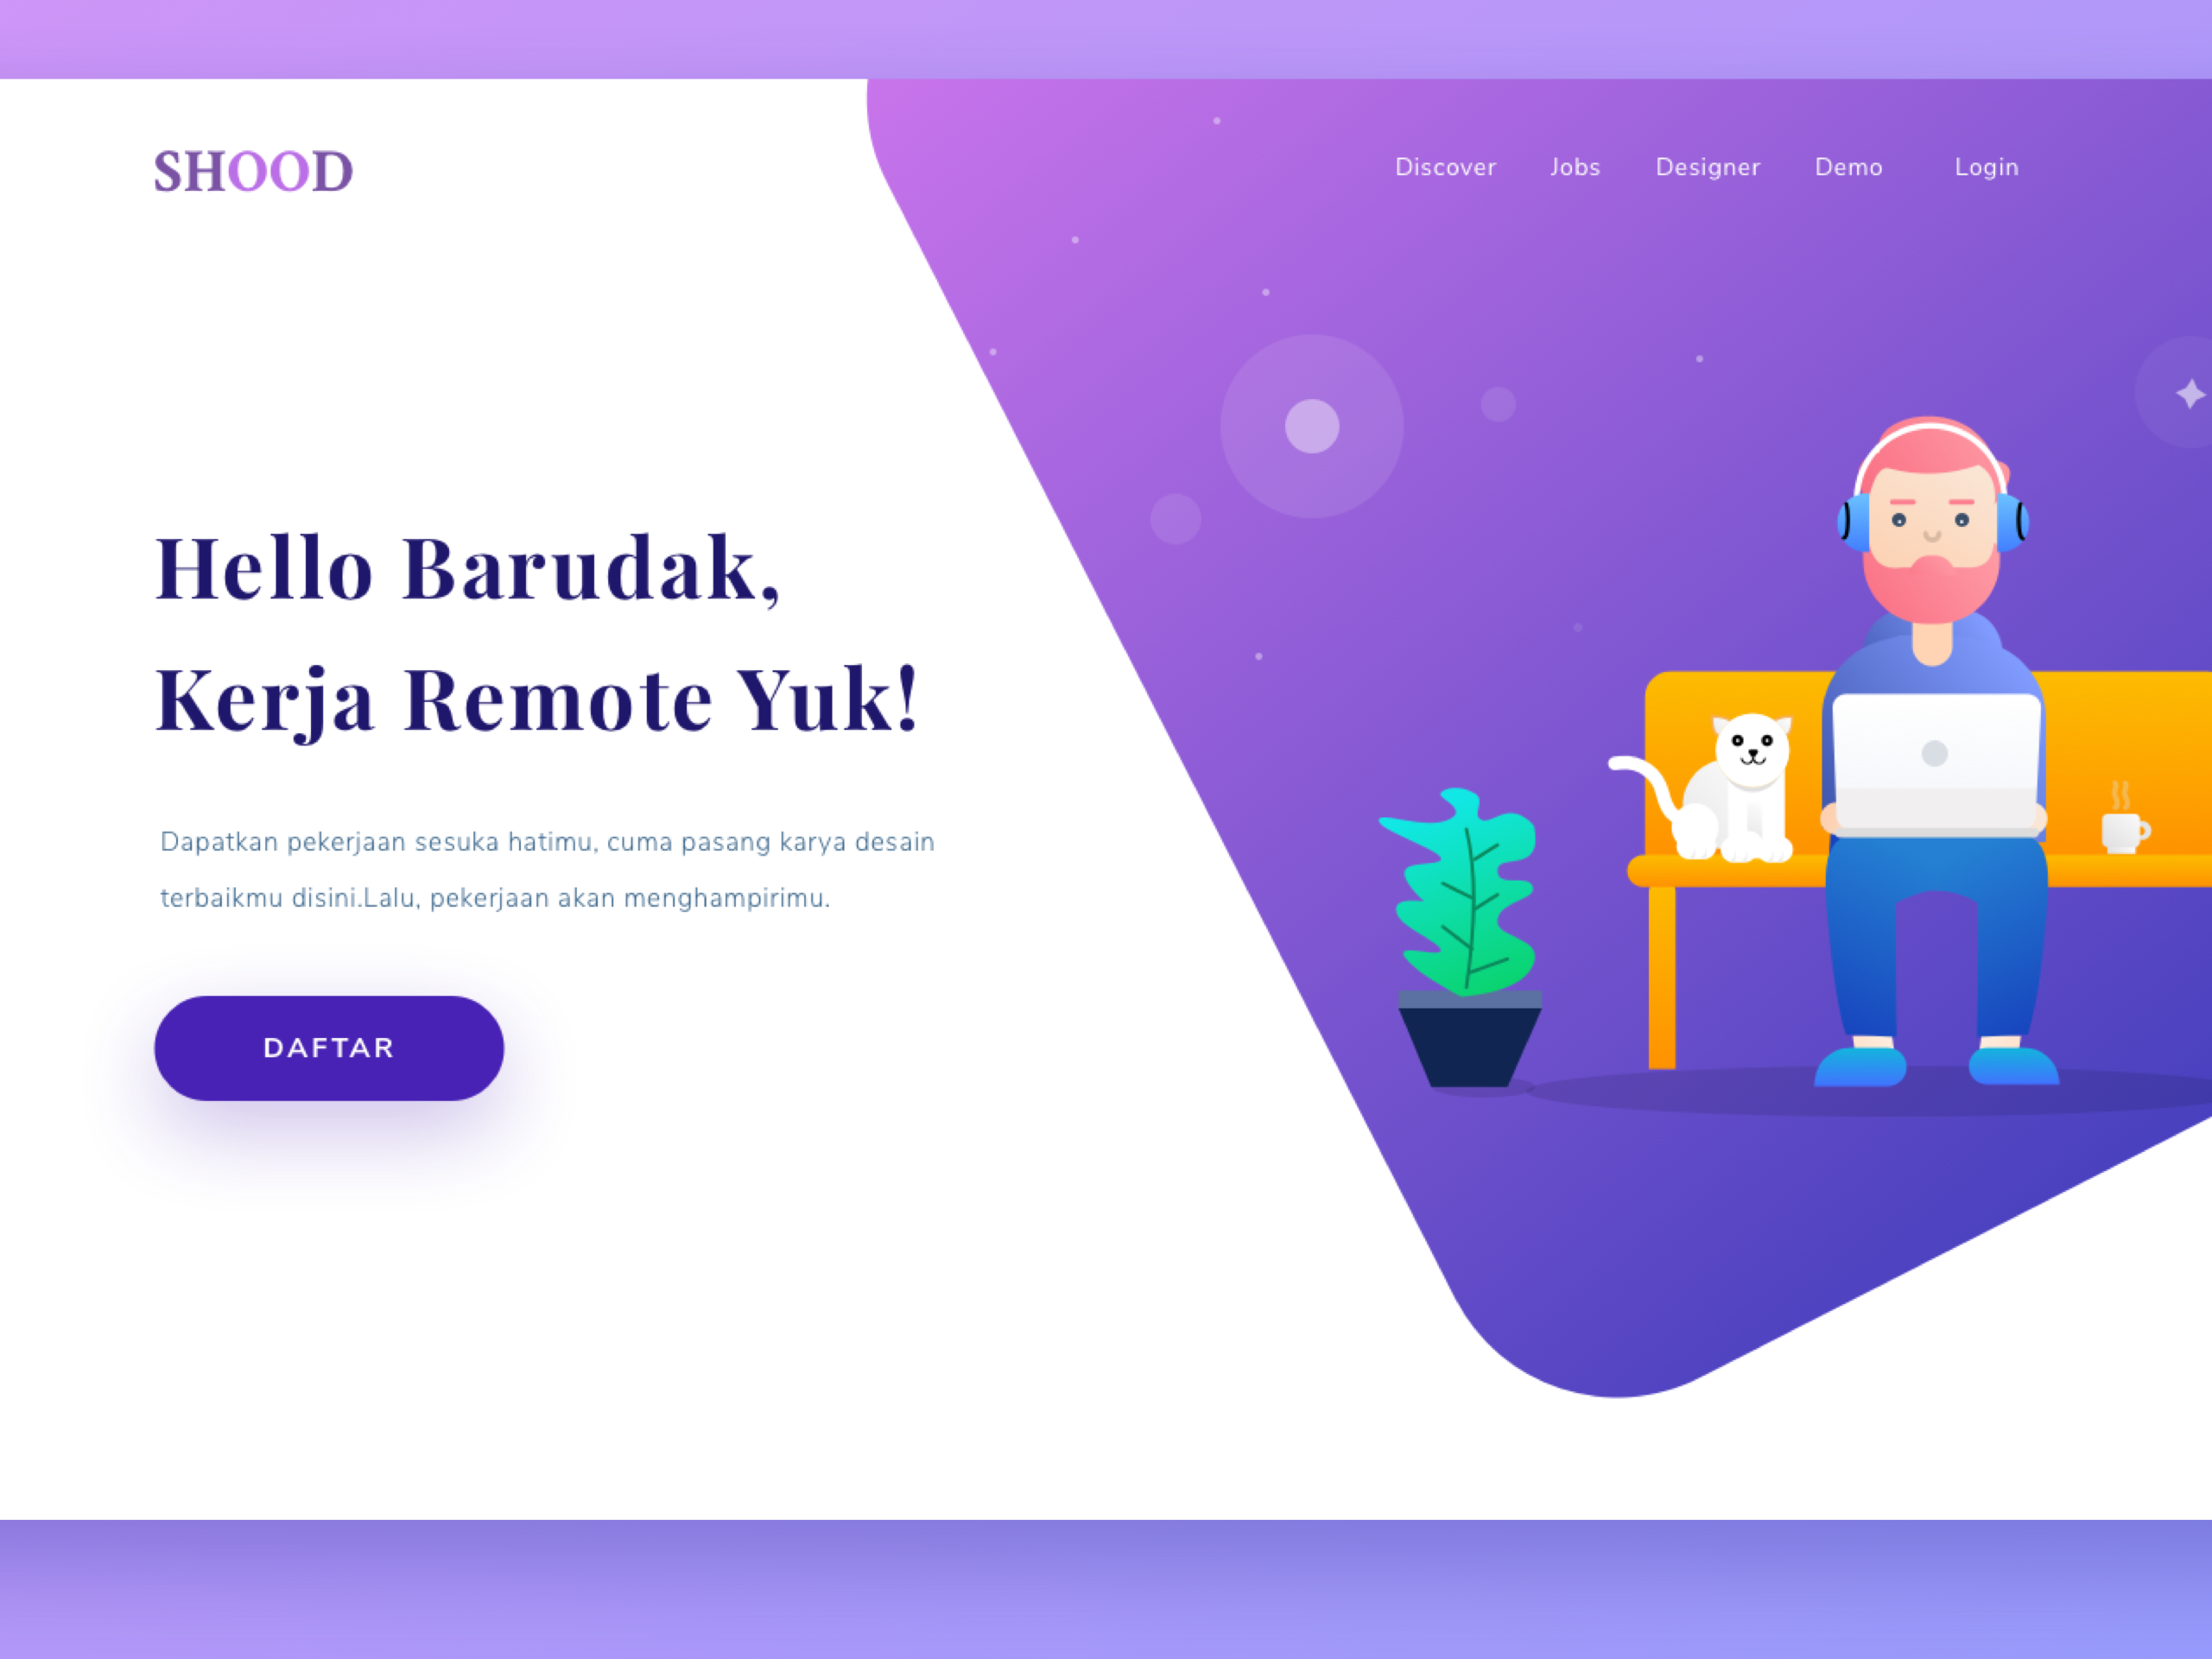 SHOOD
Discover Jobs Designer Demo Login
Hello Barudak,
Kerja Remote Yuk!
Dapatkan pekerjaan sesuka hatimu, cuma pasang karya desain
terbaikmu disini.Lalu, pekerjaan akan menghampirimu.
DAFTAR